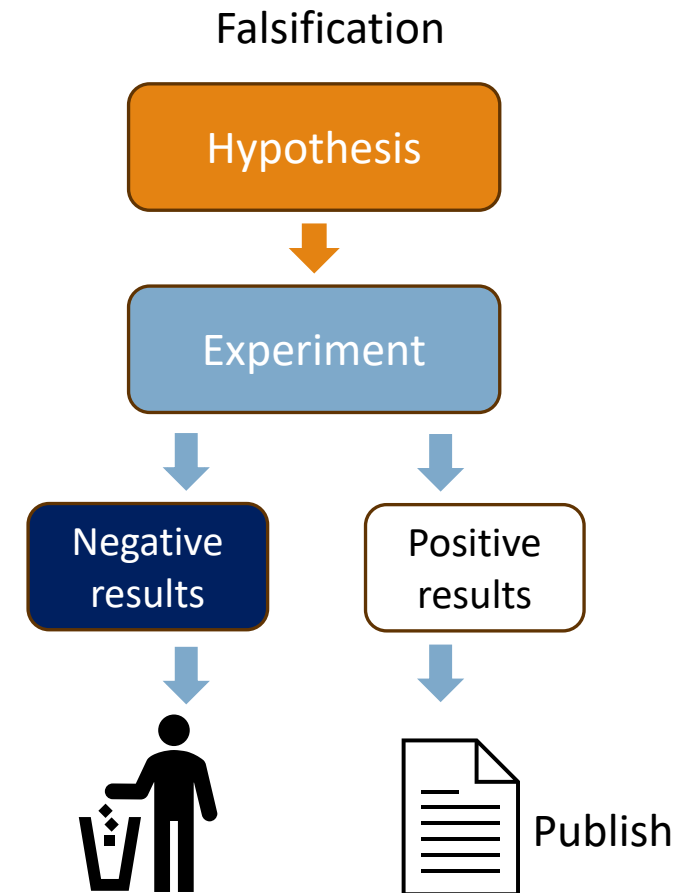 Falsification
Hypothesis
Experiment
Negative
results
Positive
results
Publish